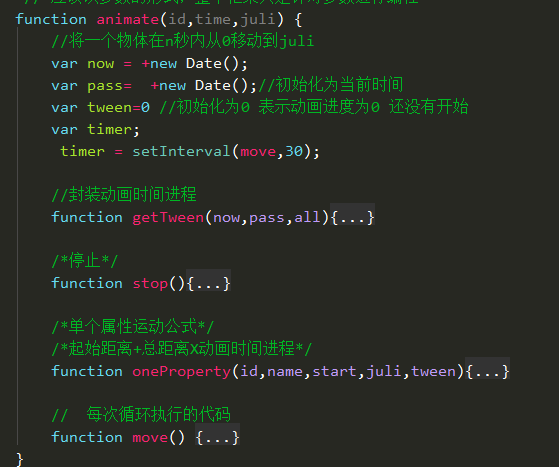 function animate(id,time,juli) {
//将一个物体在n秒内从0移动到juli
var now = +new Date();
var pass=  +new Date();//初始化为当前时间
var tween=0 //初始化为0 表示动画进度为0 还没有开始
var timer;
timer = setInterval(move,30);
//封装动画时间进程
function getTween(now,pass,all){...}
/*停止*/
function stop(){...}
/*单个属性运动公式*/
/*起始距离+总距离X动画时间进程*/
function oneProperty(id,name,start,juli,tween){...}
//  每次循环执行的代码
function move() {...}
}